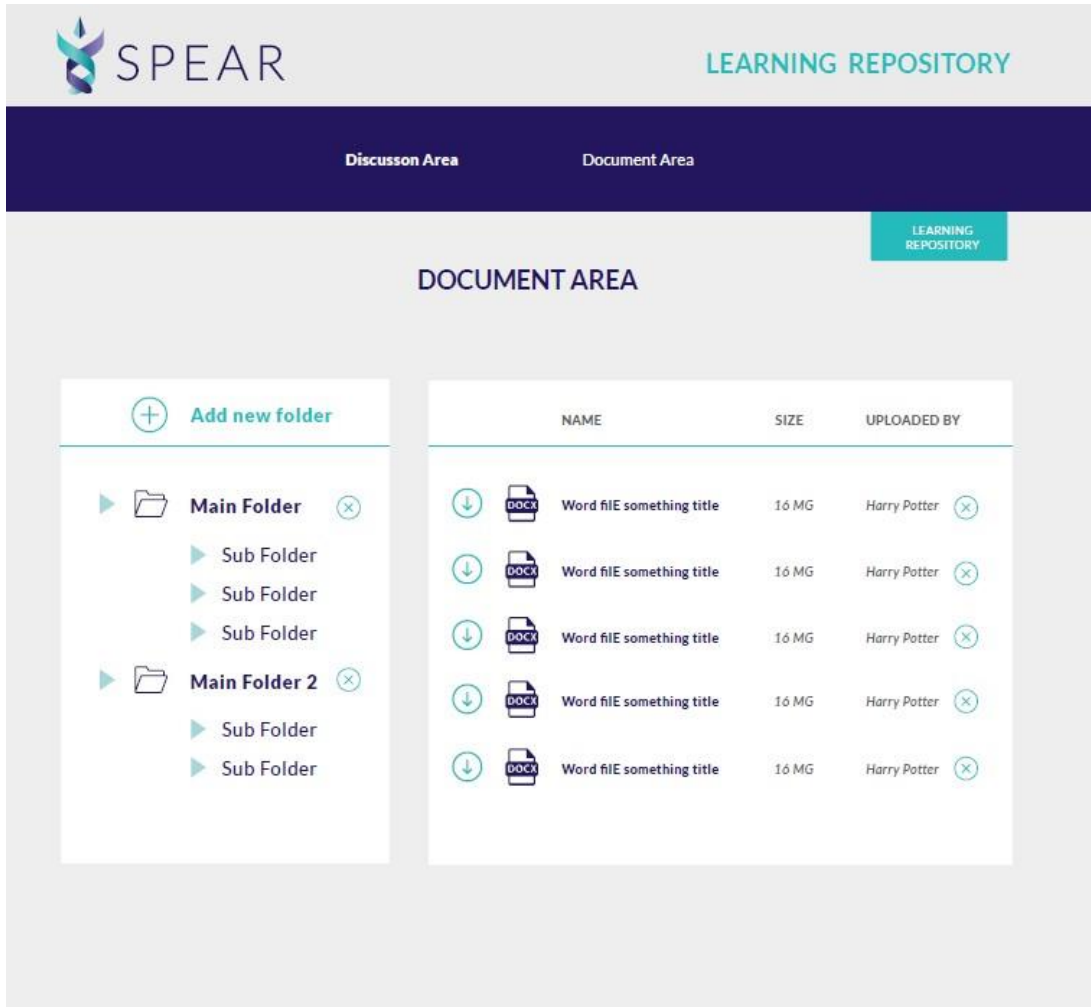 SPEAR
LEARNING REPOSITORY
Discusson Area Document Area
LEARNING
REPOSITORY
DOCUMENT AREA
Add new folder
Main Folder
Sub Folder
Sub Folder
Sub Folder
Main Folder 2
Sub Folder
Sub Folder
NAME SIZE UPLOADED BY
DOCX Word filE something title 16 MG Harry Potter
DOCX Word filE something title 16 MG Harry Potter
DOCX Word filE something title 16 MG Harry Potter
DOCX Word filE something title 16 MG Harry Potter
DOCX Word filE something title 16 MG Harry Potter